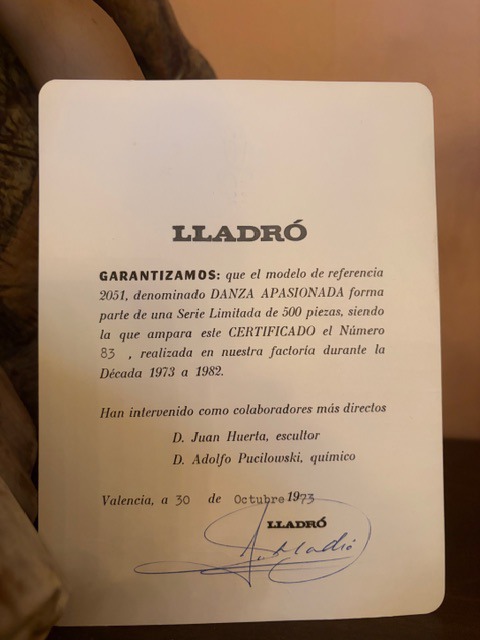 LLADRÓ
GARANTIZAMOS: que el modelo de referencia
2051, denominado DANZA APASIONADA forma
parte de una Serie Limitada de 500 piezas, siendo
la que ampara este CERTIFICADO el Número
83 , realizada en nuestra factoría durante la
Década 1973 a 1982.
Han intervenido como colaboradores más directos
D. Juan Huerta, escultor
D. Adolfo Pucilowski, químico
Valencia, a 30 de Octubre 1973
LLADRÓ
Lladró